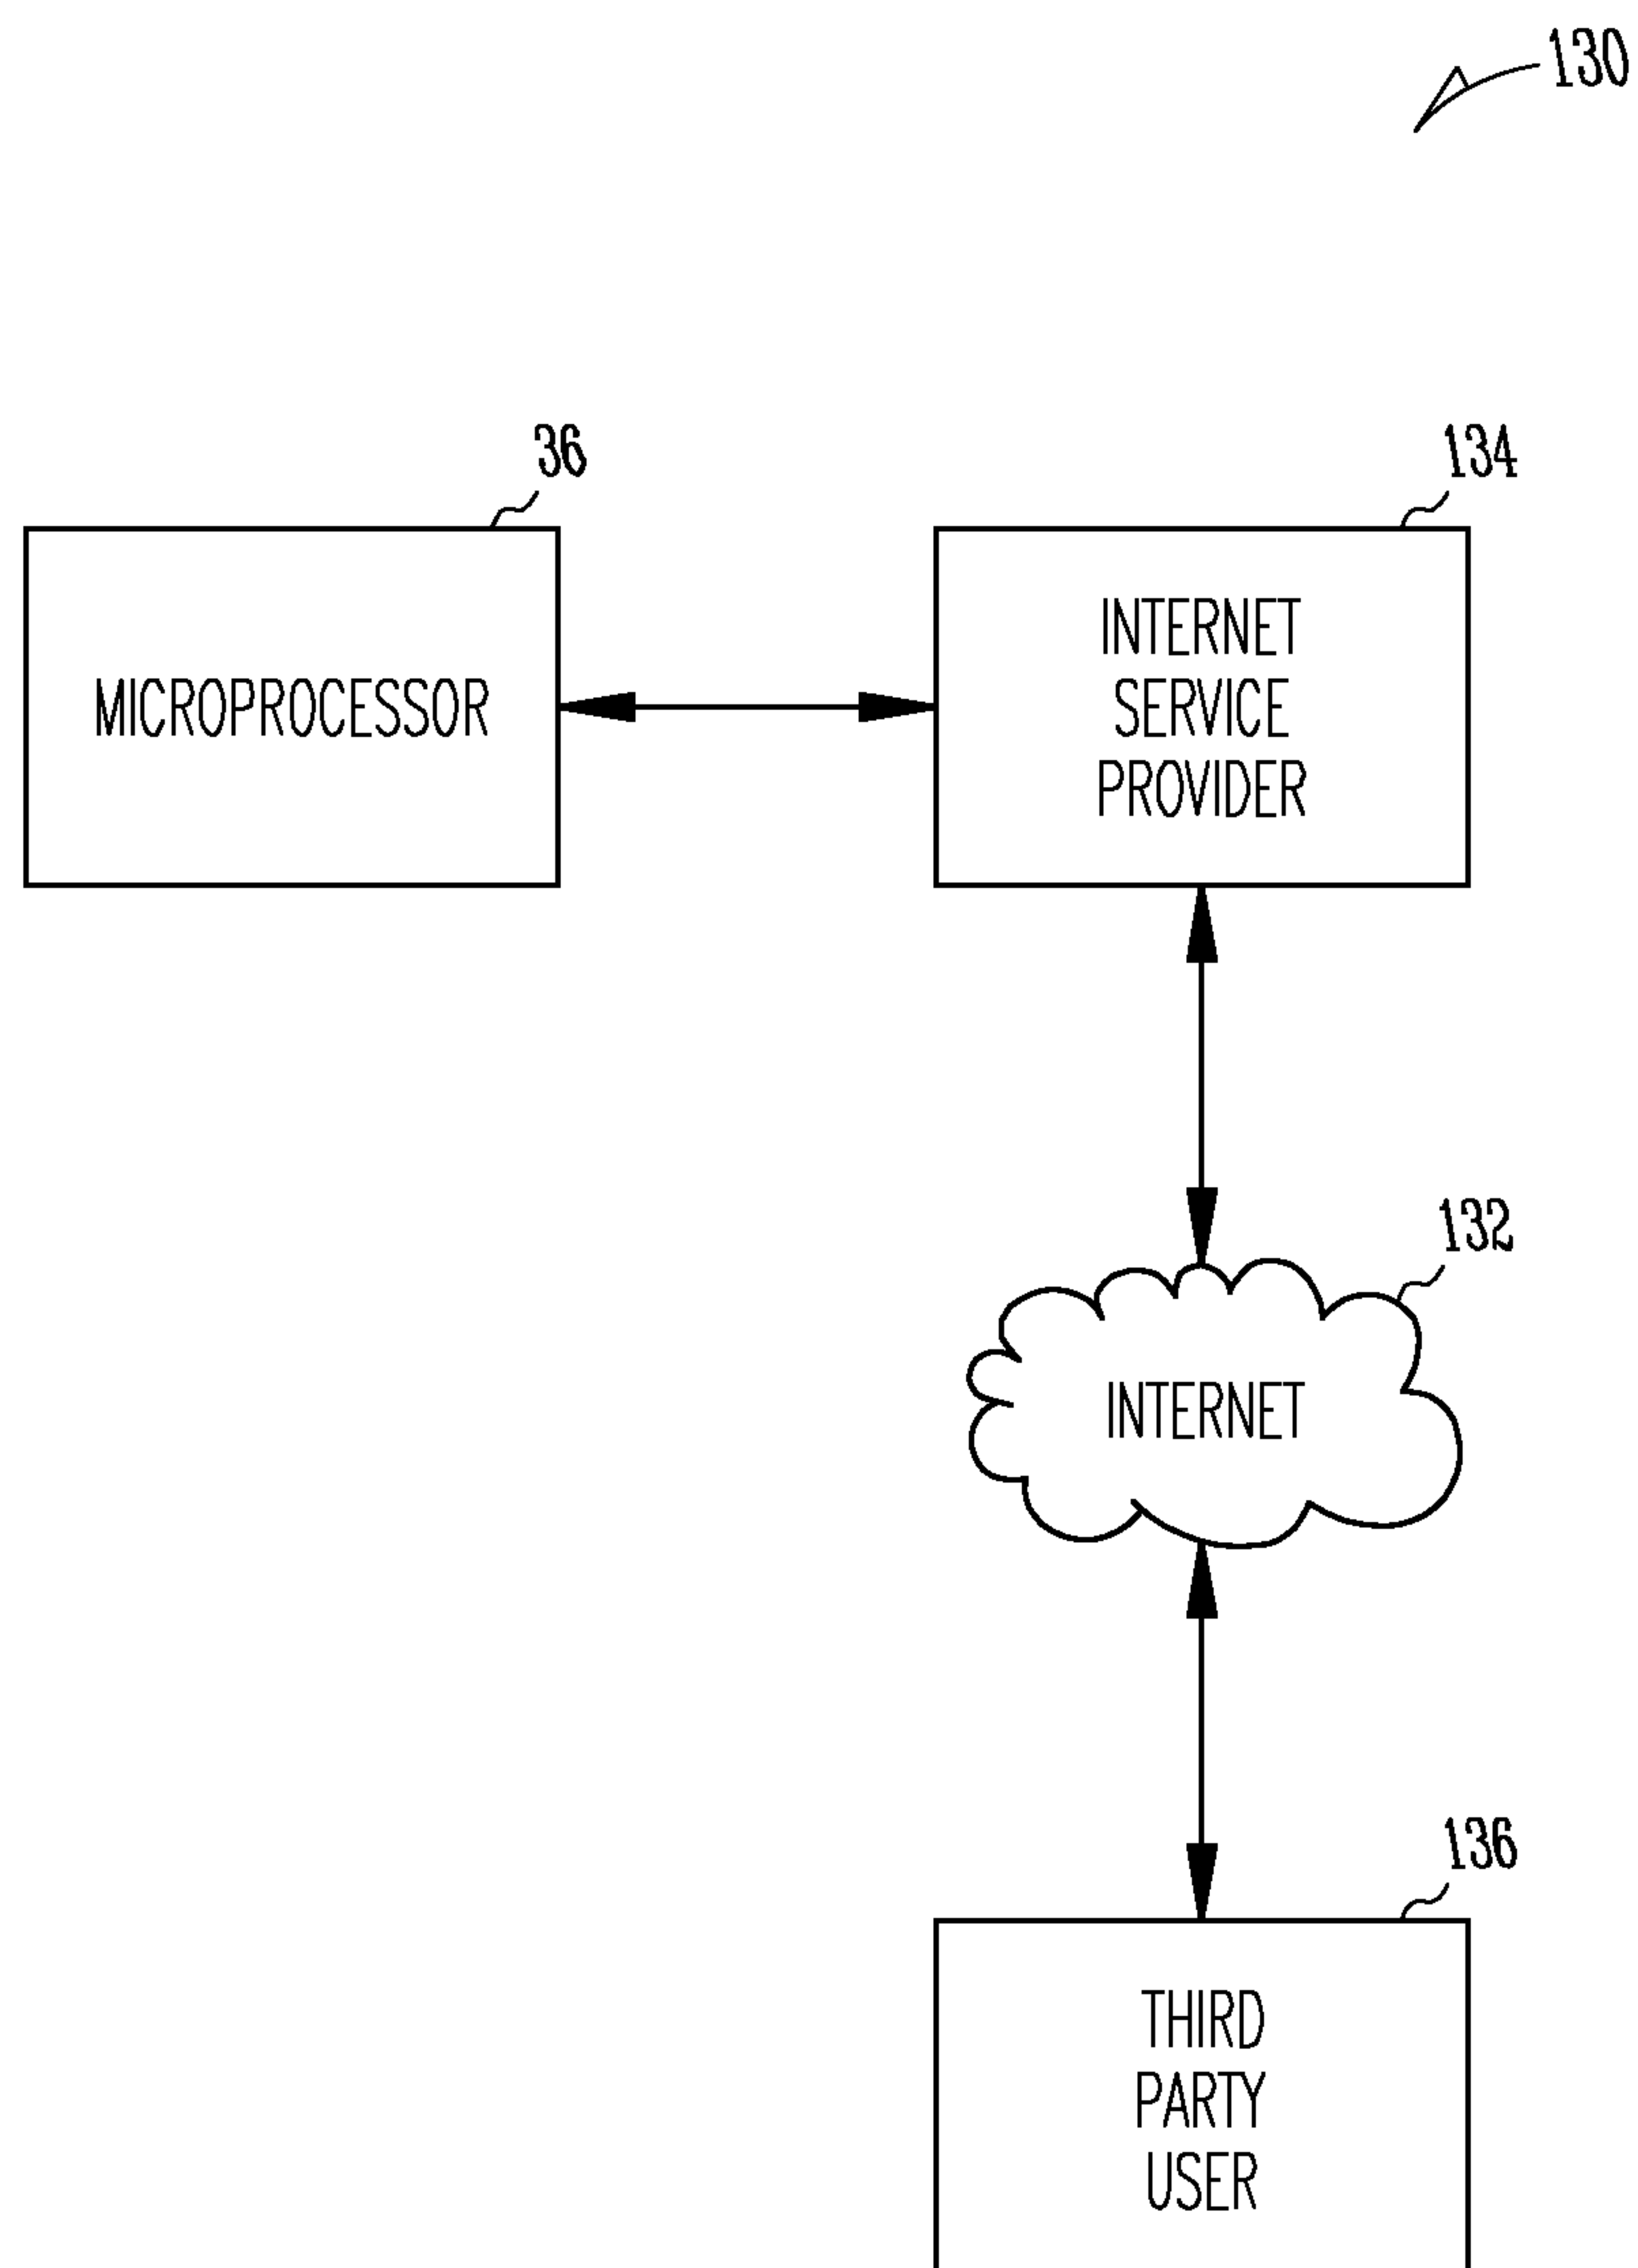 130
36
134
MICROPROCESSOR
INTERNET
SERVICE
PROVIDER
132
INTERNET
136
THIRD
PARTY
USER